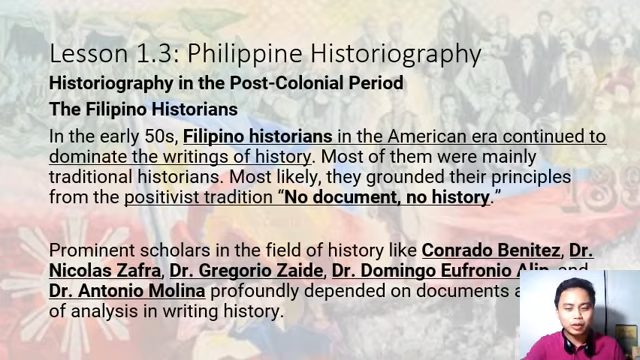 Lesson 1.3: Philippine Historiography
Historiography in the Post-Colonial Period
The Filipino Historians
In the early 50s, Filipino historians in the American era continued to
dominate the writings of history. Most of them were mainly
traditional historians. Most likely, they grounded their principles
from the positivist tradition “No document, no history.”
Prominent scholars in the field of history like Conrado Benitez, Dr.
Nicolas Zafra, Dr. Gregorio Zaide, Dr. Domingo Eufronio Alip, and
Dr. Antonio Molina profoundly depended on documents
of analysis in writing history.